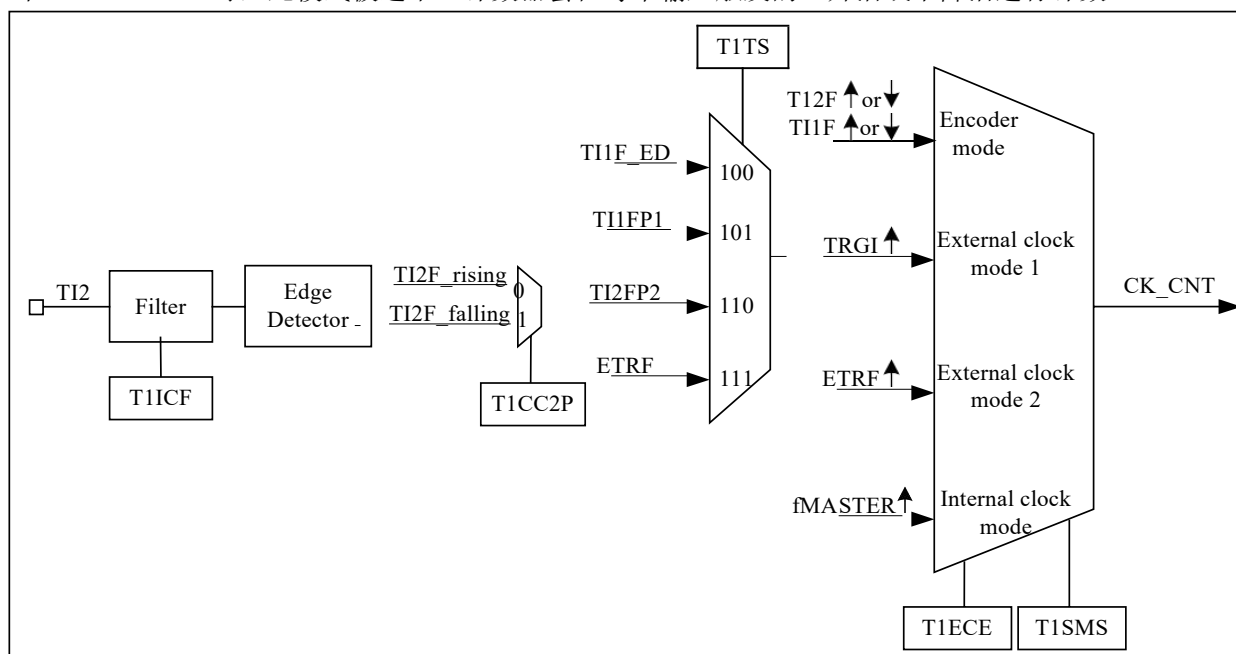 T1TS
T12F or
TI1F or
Encoder
mode
TI1F_ED
100
TI1FP1
101
TRGI
External clock
mode 1
TI2
Filter
Edge
Detector
TI2F_rising
0
TI2F_falling
1
TI2FP2
110
CK_CNT
ETRF
111
ETRF
External clock
mode 2
T1ICF
T1CC2P
fMASTER
Internal clock
mode
T1ECE
T1SMS